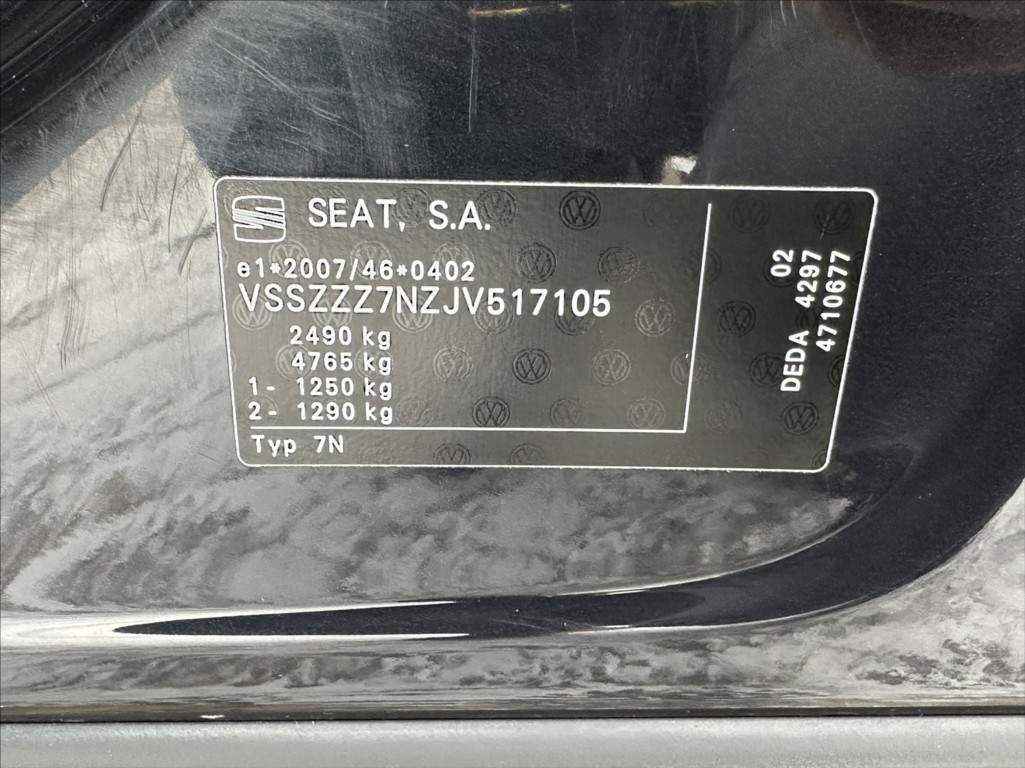 SEAT, S.A.
e1*2007/46*0402
VSSZZZ7NZJV517105
2490 kg
4765 kg
1- 1250 kg
2- 1290 kg
Typ 7N
02
DEDA 4297
4710677